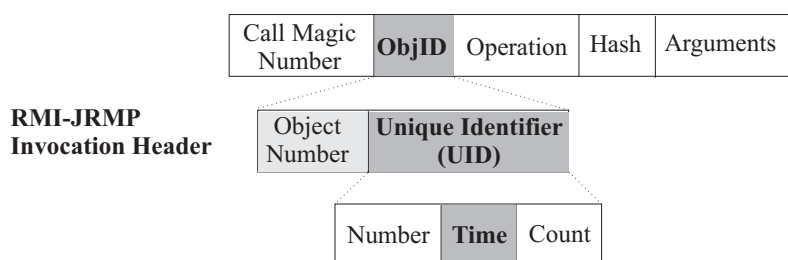 Call Magic Number
ObjID
Operation
Hash
Arguments
RMI-JRMP
Invocation Header
Object Number
Unique Identifier
(UID)
Number
Time
Count